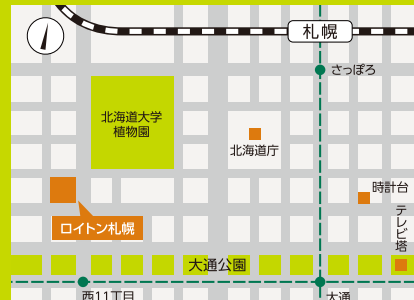 札幌
さっぽろ
北海道大学
植物園
北海道庁
時計台
ロイトン札幌
テレビ塔
大通公園
西11丁目
大通